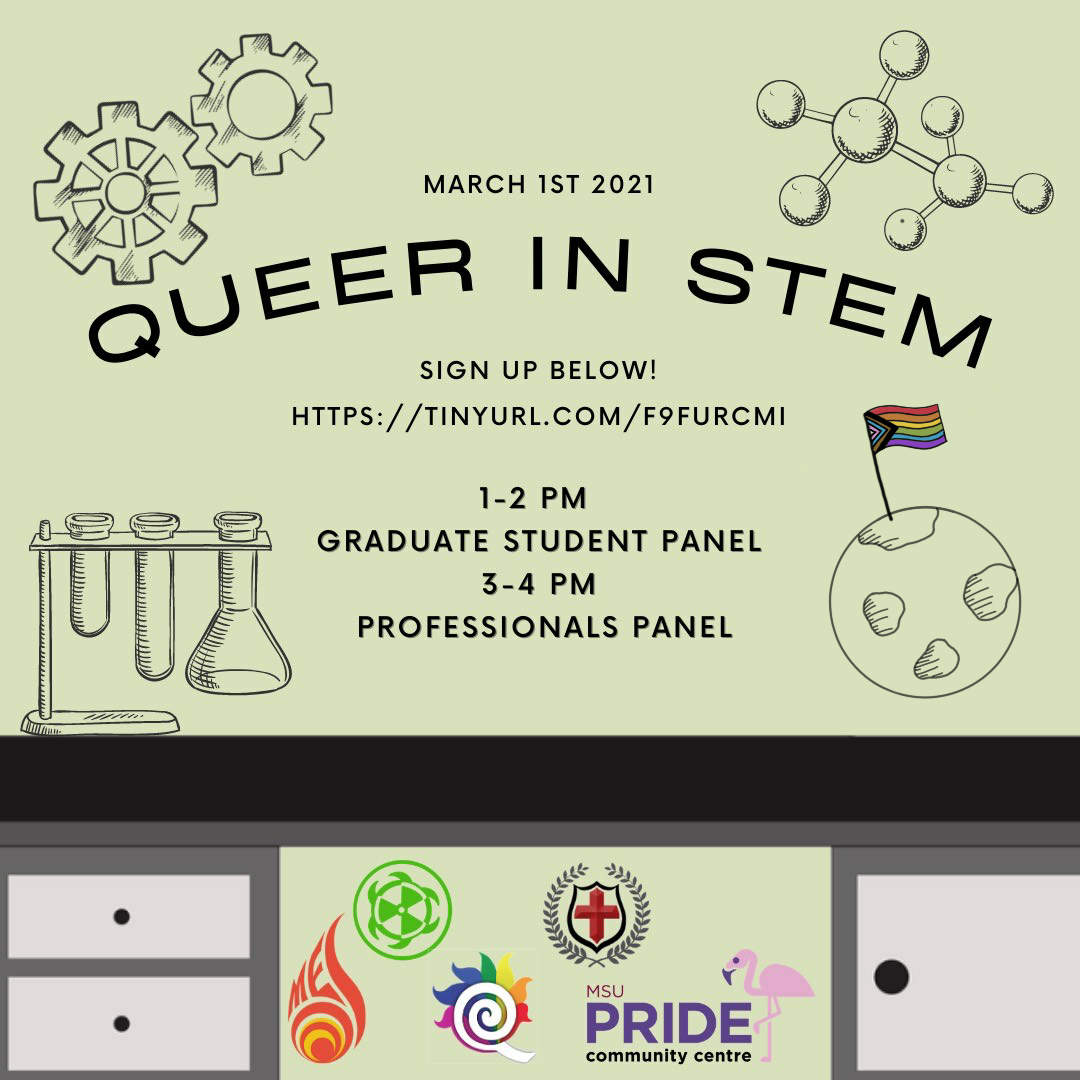 MARCH 1ST 2021
QUEER IN STEM
SIGN UP BELOW!
HTTPS://TINYURL.COM/F9FURCMI
1-2 PM
GRADUATE STUDENT PANEL
3-4 PM
PROFESSIONALS PANEL
MSU
PRIDE
community centre